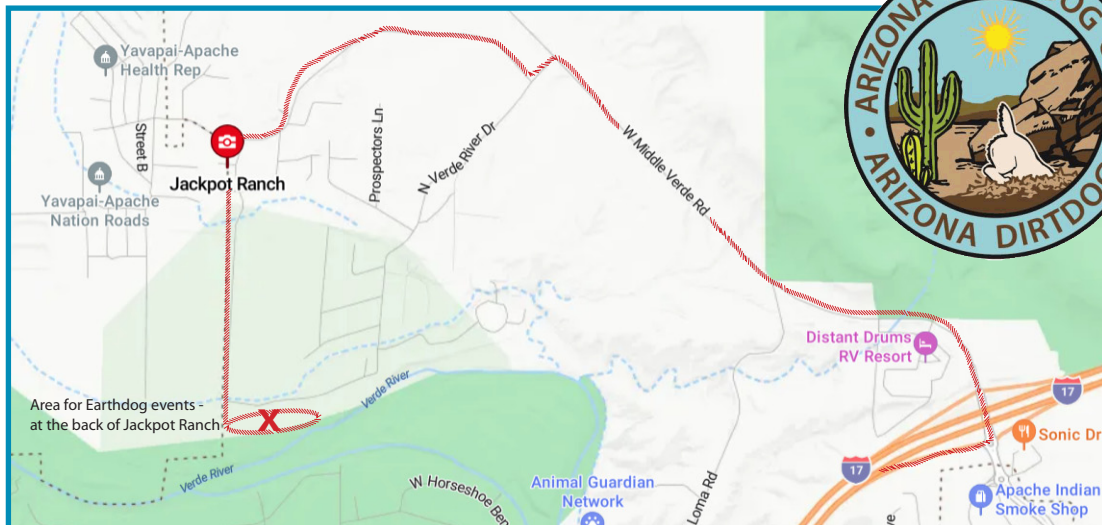 Yavapai-Apache
Health Rep
Street B
Jackpot Ranch
Yavapai-Apache
Nation Roads
Prospectors Ln
N Verde River Dr
W Middle Verde Rd
ARIZONA
ARIZONA DIRTDOG
Distant Drums
RV Resort
17
Sonic Dr
17
Apache Indian
Smoke Shop
Area for Earthdog events -
at the back of Jackpot Ranch
X
Verde River
Verde River
W Horseshoe Ben
Animal Guardian
Network
Loma Rd